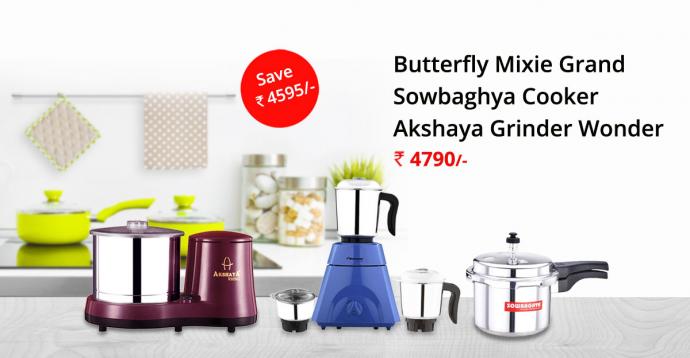 Save
₹ 4595/-
Butterfly Mixie Grand
Sowbaghya Cooker
Akshaya Grinder Wonder
₹ 4790/-
AKSHAYA
SOWBAGHYA